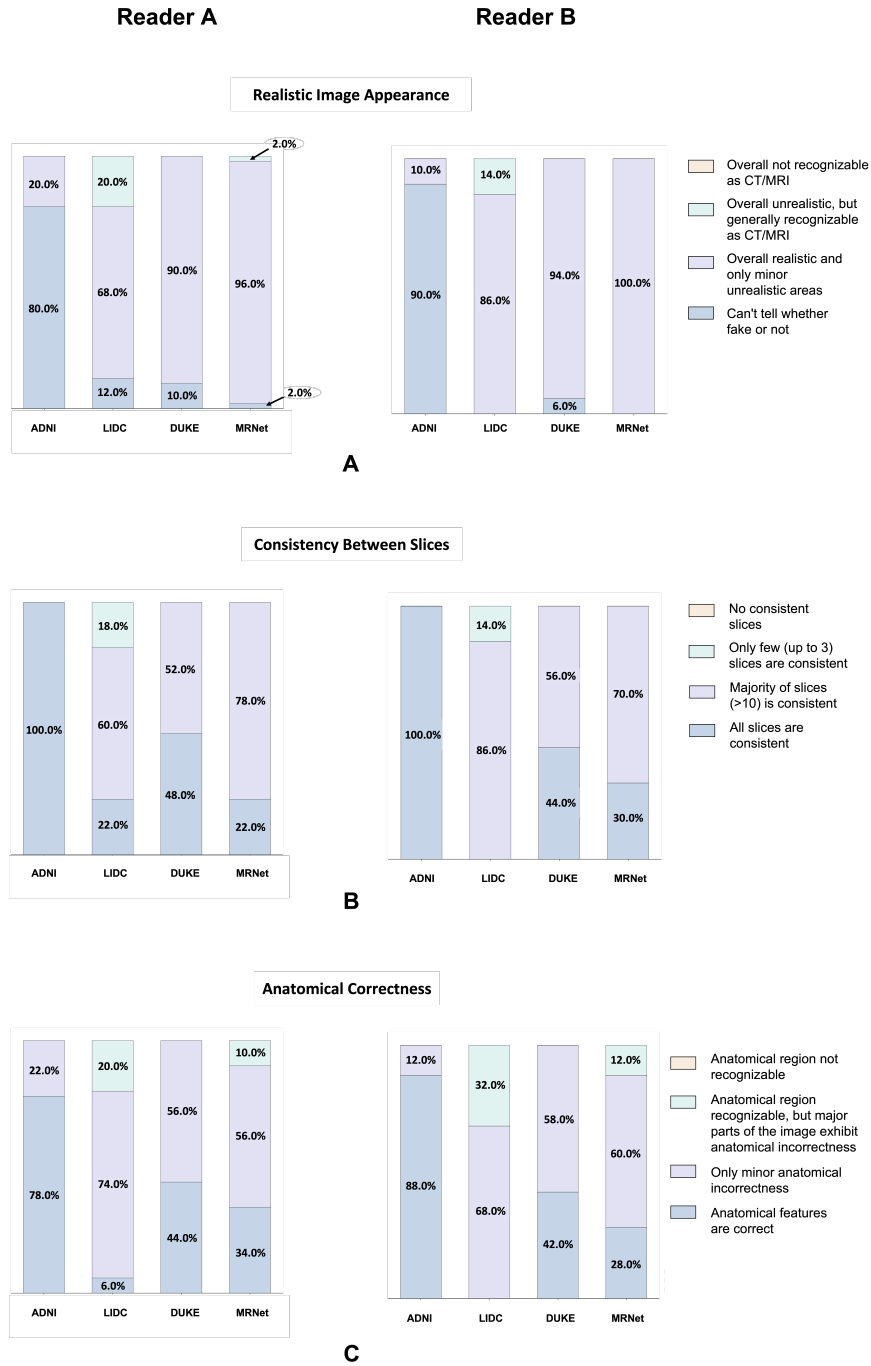 Reader A
Reader B
Realistic Image Appearance
2.0%
20.0%
20.0%
90.0%
96.0%
68.0%
80.0%
12.0%
10.0%
2.0%
ADNI
LIDC
DUKE
MRNet
10.0%
14.0%
94.0%
100.0%
90.0%
86.0%
6.0%
ADNI
LIDC
DUKE
MRNet
Overall not recognizable
as CT/MRI
Overall unrealistic, but
generally recognizable
as CT/MRI
Overall realistic and
only minor
unrealistic areas
Can't tell whether
fake or not
A
Consistency Between Slices
18.0%
52.0%
78.0%
100.0%
60.0%
48.0%
22.0%
22.0%
ADNI
LIDC
DUKE
MRNet
14.0%
56.0%
70.0%
100.0%
86.0%
44.0%
30.0%
ADNI
LIDC
DUKE
MRNet
No consistent
slices
Only few (up to 3)
slices are consistent
Majority of slices
(>10) is consistent
All slices are
consistent
B
Anatomical Correctness
22.0%
20.0%
10.0%
56.0%
56.0%
74.0%
78.0%
44.0%
34.0%
6.0%
ADNI
LIDC
DUKE
MRNet
12.0%
32.0%
12.0%
58.0%
60.0%
88.0%
68.0%
42.0%
28.0%
ADNI
LIDC
DUKE
MRNet
Anatomical region not
recognizable
Anatomical region
recognizable, but major
parts of the image exhibit
anatomical incorrectness
Only minor anatomical
incorrectness
Anatomical features
are correct
C